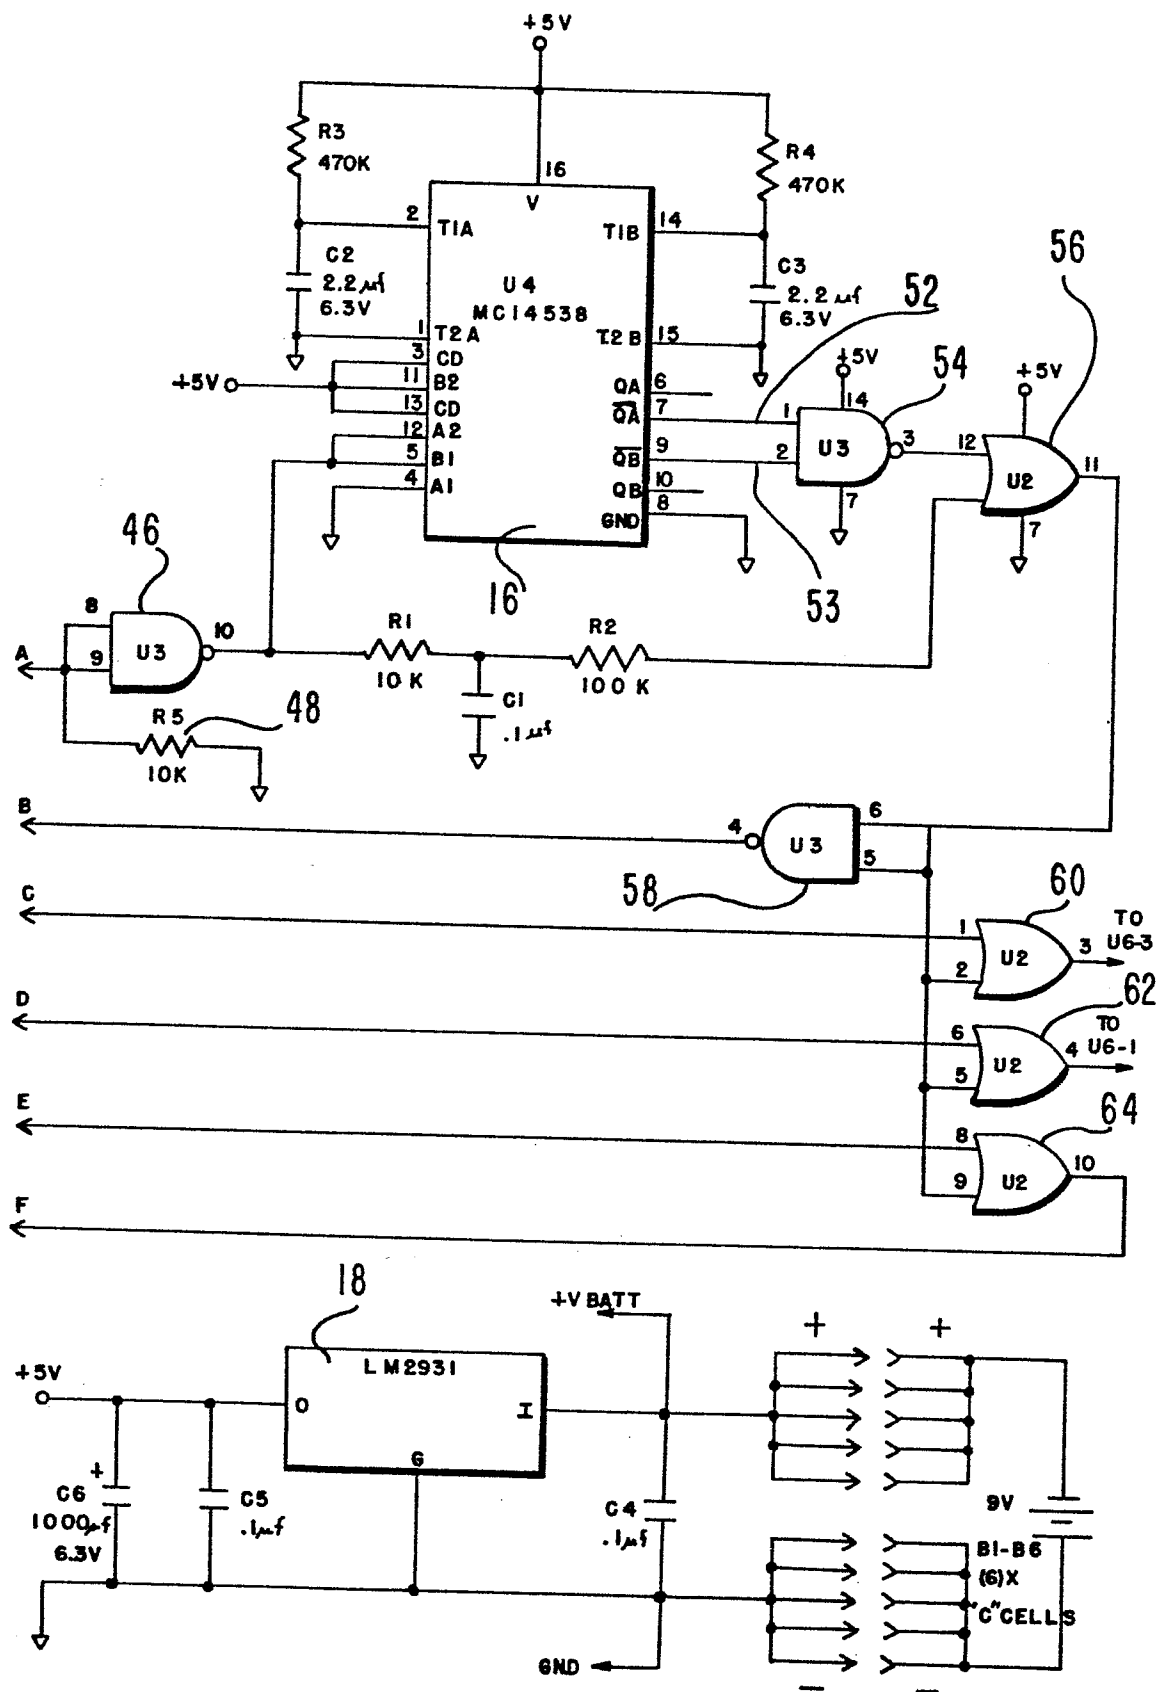 +5V
R3
470K
R4
470K
16
V
2
T1A
T1B
14
56
C2
2.2µf
6.3V
U4
MC14538
C3
2.2µf
6.3V
52
1
T2A
T2B
15
3
CD
+5V
11
B2
QA
6
+5V
54
+5V
13
CD
QA
7
1
14
12
A2
U3
3
12
5
B1
QB
9
2
U2
11
4
A1
QB
10
7
GND
8
7
46
16
53
8
10
R1
R2
A
9
U3
10K
100K
R5
48
C1
.1µf
10K
B
4
U3
6
5
58
C
60
1
U2
3
TO
U6-3
2
D
62
6
U2
4
TO
U6-1
5
E
64
8
U2
10
9
F
18
+V BATT
+
+
+5V
LM2931
O
I
G
+
C6
1000µf
6.3V
C5
.1µf
C4
.1µf
9V
B1-B6
(6)X
"C" CELLS
GND
–
–